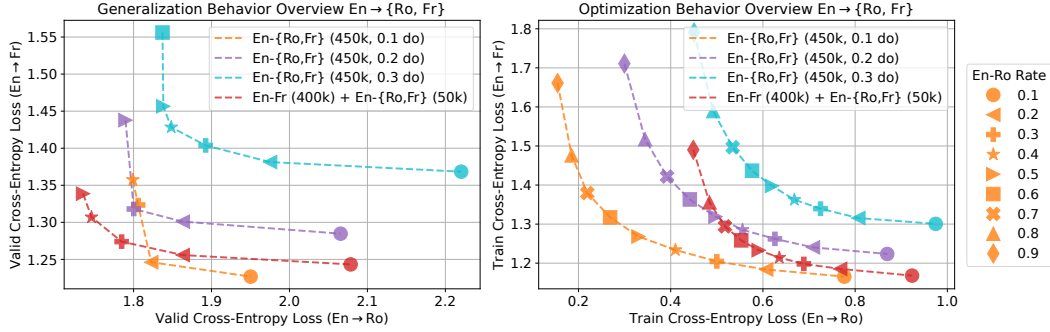 Generalization Behavior Overview En→{Ro, Fr}
Valid Cross-Entropy Loss (En→Fr)
1.55
1.50
1.45
1.40
1.35
1.30
1.25
En-{Ro,Fr} (450k, 0.1 do)
En-{Ro,Fr} (450k, 0.2 do)
En-{Ro,Fr} (450k, 0.3 do)
En-Fr (400k) + En-{Ro,Fr} (50k)
1.8
1.9
2.0
2.1
2.2
Valid Cross-Entropy Loss (En→Ro)
Optimization Behavior Overview En→{Ro, Fr}
Train Cross-Entropy Loss (En→Fr)
1.8
1.7
1.6
1.5
1.4
1.3
1.2
En-{Ro,Fr} (450k, 0.1 do)
En-{Ro,Fr} (450k, 0.2 do)
En-{Ro,Fr} (450k, 0.3 do)
En-Fr (400k) + En-{Ro,Fr} (50k)
0.2
0.4
0.6
0.8
1.0
Train Cross-Entropy Loss (En→Ro)
En-Ro Rate
0.1
0.2
0.3
0.4
0.5
0.6
0.7
0.8
0.9